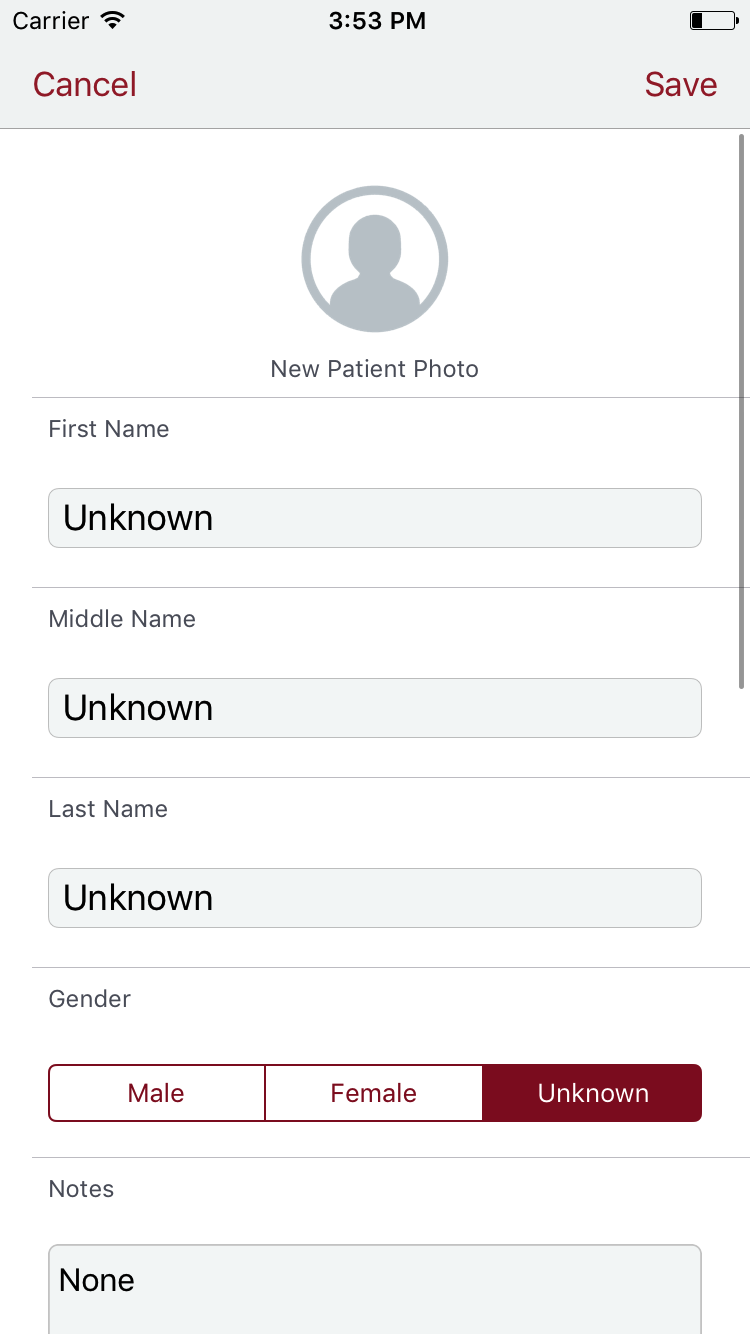 Carrier 3:53 PM
Cancel Save
New Patient Photo
First Name
Unknown
Middle Name
Unknown
Last Name
Unknown
Gender
Male Female Unknown
Notes
None